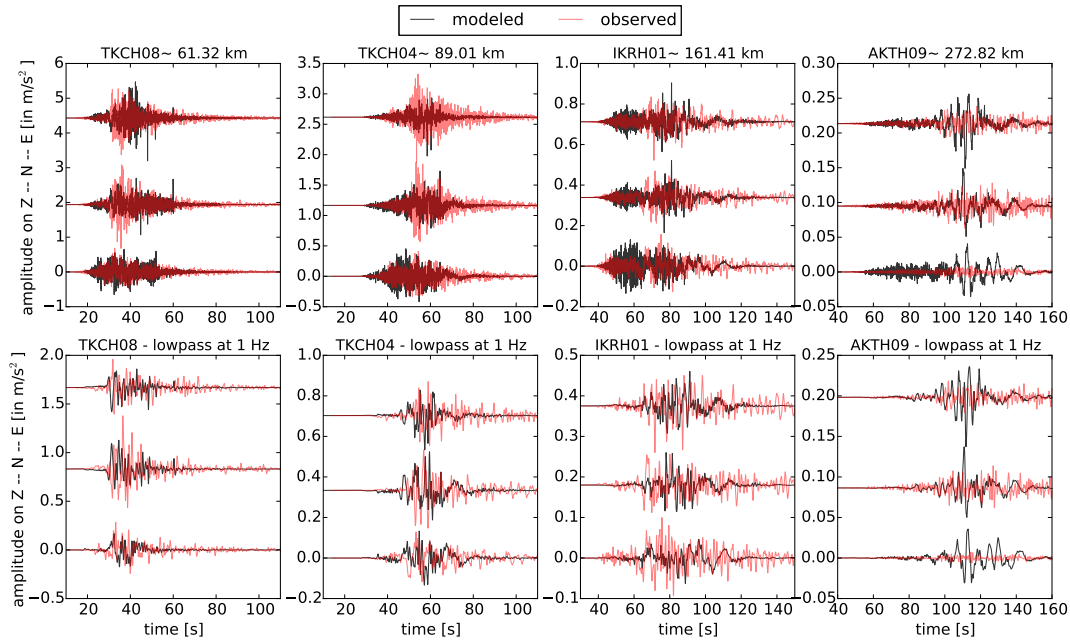 modeled observed
TKCH08~ 61.32 km TKCH04~ 89.01 km IKRH01~ 161.41 km AKTH09~ 272.82 km
amplitude on Z -- N -- E [in m/s²]
6 5 4 3 2 1 0 −1
3.5 3.0 2.5 2.0 1.5 1.0 0.5 0.0 −0.5
1.0 0.8 0.6 0.4 0.2 0.0 −0.2
0.30 0.25 0.20 0.15 0.10 0.05 0.00 −0.05
20 40 60 80 100 20 40 60 80 100 40 60 80 100 120 140 40 60 80 100 120 140 160
TKCH08 - lowpass at 1 Hz TKCH04 - lowpass at 1 Hz IKRH01 - lowpass at 1 Hz AKTH09 - lowpass at 1 Hz
amplitude on Z -- N -- E [in m/s²]
2.0 1.5 1.0 0.5 0.0 −0.5
1.0 0.8 0.6 0.4 0.2 0.0 −0.2
0.5 0.4 0.3 0.2 0.1 0.0 −0.1
0.25 0.20 0.15 0.10 0.05 0.00 −0.05
20 40 60 80 100 20 40 60 80 100 40 60 80 100 120 140 40 60 80 100 120 140 160
time [s] time [s] time [s] time [s]